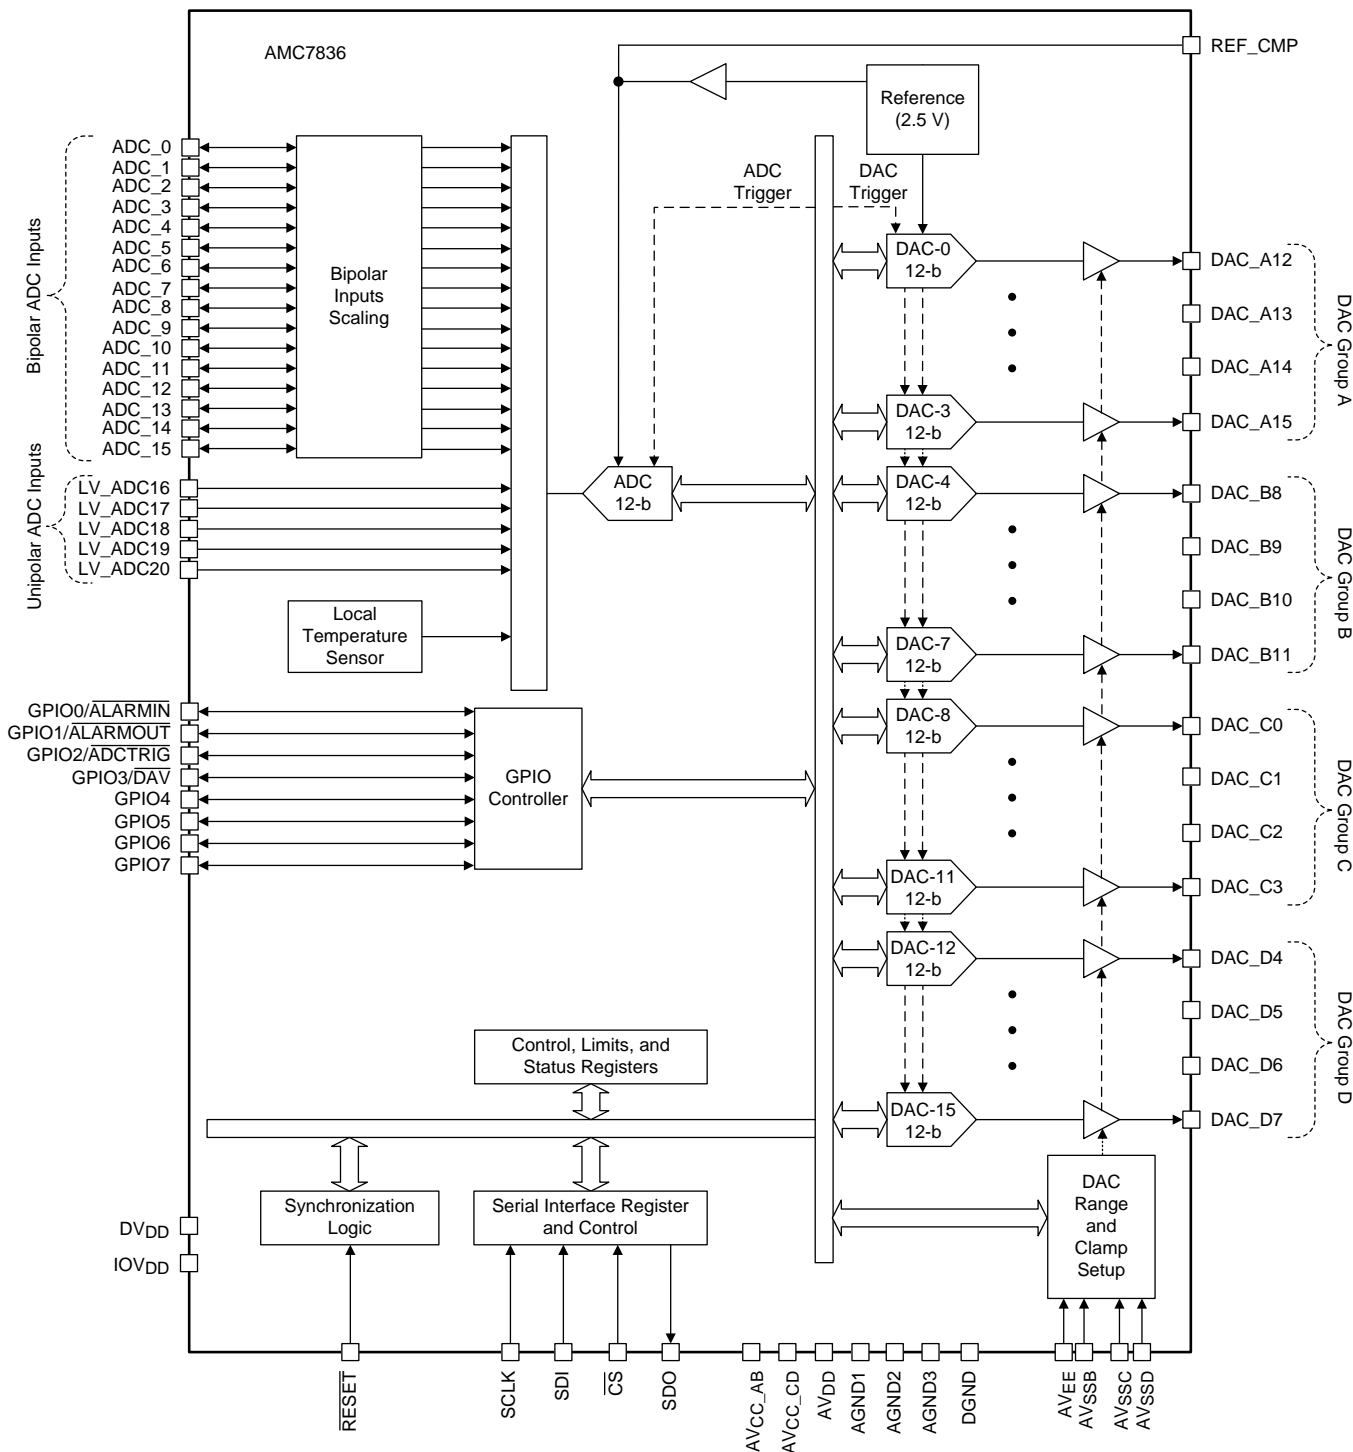 AMC7836
REF_CMP
Reference
(2.5 V)
ADC
Trigger
DAC
Trigger
Bipolar ADC Inputs
ADC_0
ADC_1
ADC_2
ADC_3
ADC_4
ADC_5
ADC_6
ADC_7
ADC_8
ADC_9
ADC_10
ADC_11
ADC_12
ADC_13
ADC_14
ADC_15
Bipolar
Inputs
Scaling
Unipolar ADC Inputs
LV_ADC16
LV_ADC17
LV_ADC18
LV_ADC19
LV_ADC20
ADC
12-b
Local
Temperature
Sensor
GPIO0/ALARMIN
GPIO1/ALARMOUT
GPIO2/ADCTRIG
GPIO3/DAV
GPIO4
GPIO5
GPIO6
GPIO7
GPIO
Controller
DAC-0
12-b
DAC-3
12-b
DAC-4
12-b
DAC-7
12-b
DAC-8
12-b
DAC-11
12-b
DAC-12
12-b
DAC-15
12-b
DAC_A12
DAC_A13
DAC_A14
DAC_A15
DAC Group A
DAC_B8
DAC_B9
DAC_B10
DAC_B11
DAC Group B
DAC_C0
DAC_C1
DAC_C2
DAC_C3
DAC Group C
DAC_D4
DAC_D5
DAC_D6
DAC_D7
DAC Group D
Control, Limits, and
Status Registers
Synchronization
Logic
Serial Interface Register
and Control
DAC
Range
and
Clamp
Setup
DVDD
IOVDD
RESET
SCLK
SDI
CS
SDO
AVCC_AB
AVCC_CD
AVDD
AGND1
AGND2
AGND3
DGND
AVEE
AVSSB
AVSSC
AVSSD